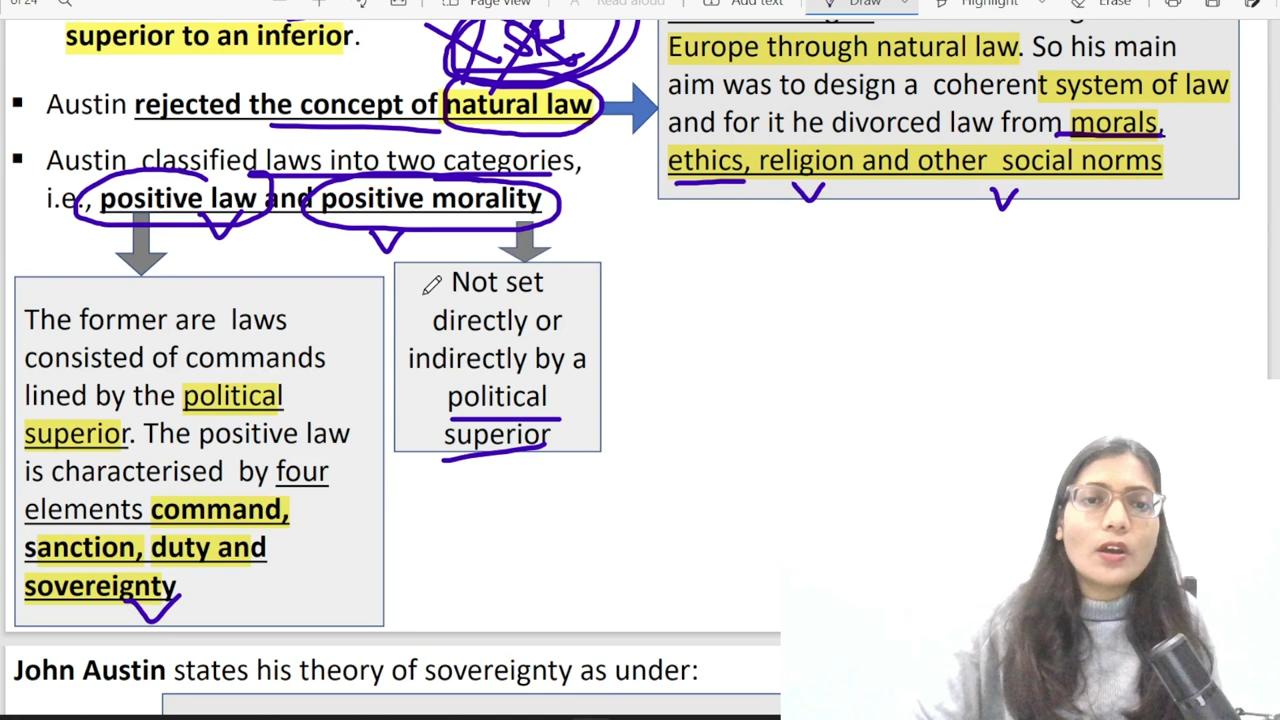 of 24
Page view
Read aloud
Add text
Draw
Highlight
Erase
superior to an inferior.
▪ Austin rejected the concept of natural law
▪ Austin classified laws into two categories,
i.e., positive law and positive morality
Europe through natural law. So his main
aim was to design a coherent system of law
and for it he divorced law from morals,
ethics, religion and other social norms
The former are laws
consisted of commands
lined by the political
superior. The positive law
is characterised by four
elements command,
sanction, duty and
sovereignty
Not set
directly or
indirectly by a
political
superior
John Austin states his theory of sovereignty as under: